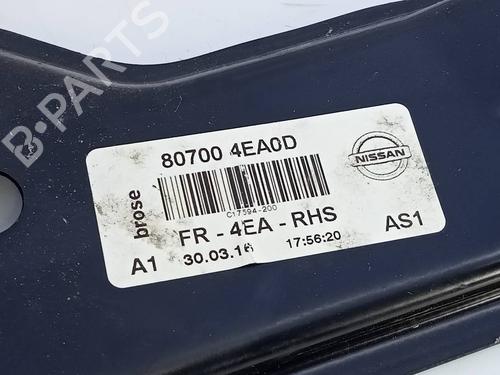 B-PARTS
80700 4EA0D
NISSAN
brose
C17594-200
FR - 4EA - RHS
A1 30.03.16 17:56:20 AS1